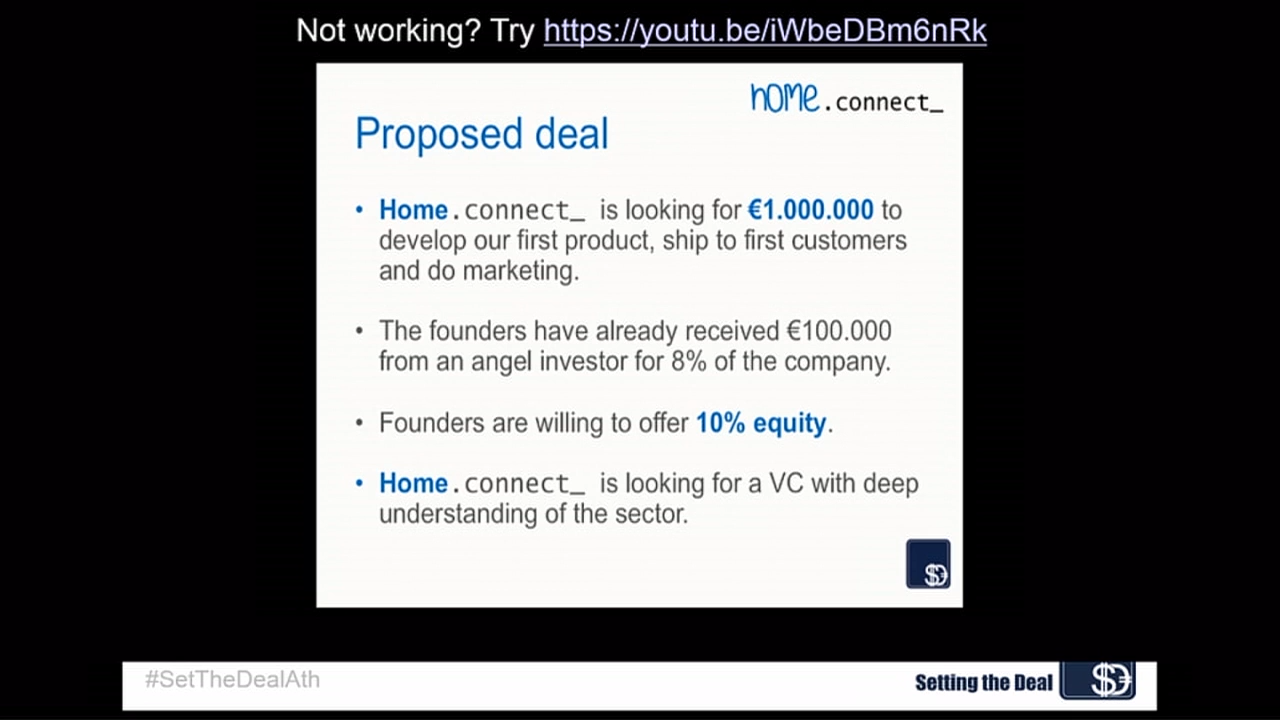 Not working? Try https://youtu.be/iWbeDBm6nRk
home.connect_
Proposed deal
• Home.connect_ is looking for €1.000.000 to
develop our first product, ship to first customers
and do marketing.
• The founders have already received €100.000
from an angel investor for 8% of the company.
• Founders are willing to offer 10% equity.
• Home.connect_ is looking for a VC with deep
understanding of the sector.
#SetTheDealAth
Setting the Deal